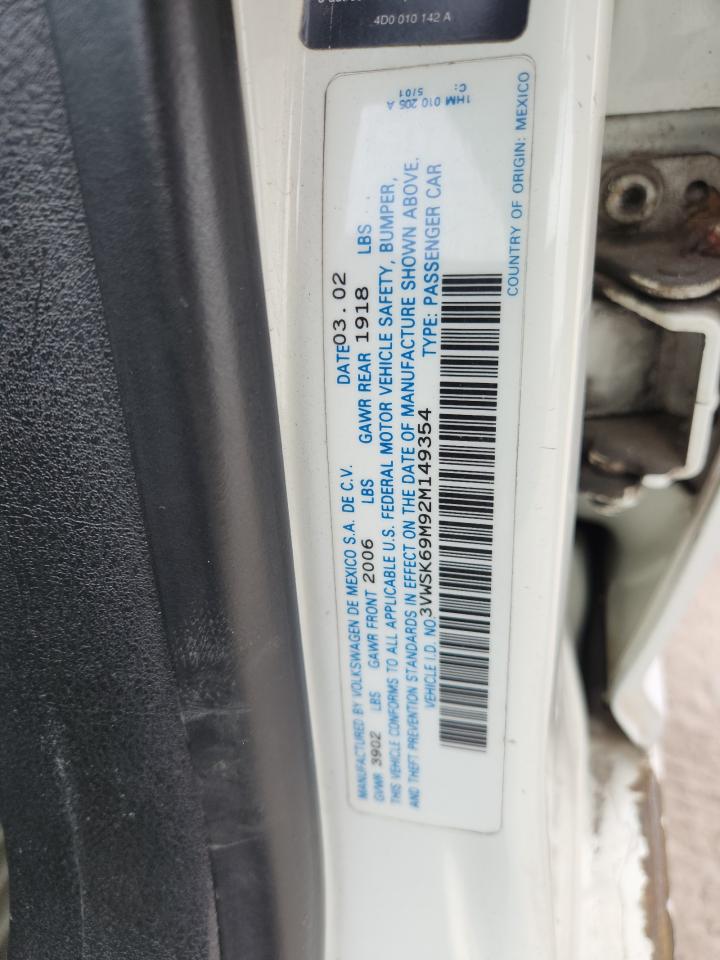 4D0 010 142 A
1HM 010 205 A
C: 5/01
MANUFACTURED BY VOLKSWAGEN DE MEXICO S.A. DE C.V. DATE 03.02
GVWR 3902 LBS GAWR FRONT 2006 LBS GAWR REAR 1918 LBS
THIS VEHICLE CONFORMS TO ALL APPLICABLE U.S. FEDERAL MOTOR VEHICLE SAFETY, BUMPER,
AND THEFT PREVENTION STANDARDS IN EFFECT ON THE DATE OF MANUFACTURE SHOWN ABOVE.
VEHICLE I.D. NO. 3VWSK69M92M149354 TYPE: PASSENGER CAR
COUNTRY OF ORIGIN: MEXICO